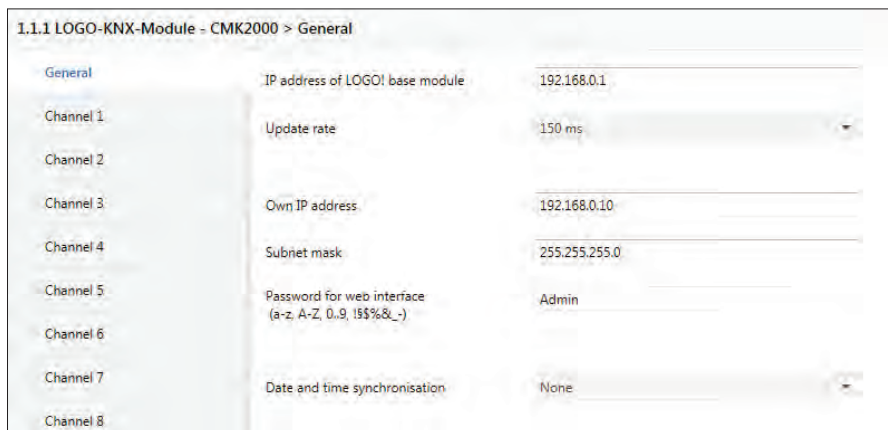 1.1.1 LOGO-KNX-Module - CMK2000 > General
General
IP address of LOGO! base module 192.168.0.1
Channel 1
Update rate 150 ms
Channel 2
Channel 3 Own IP address 192.168.0.10
Channel 4 Subnet mask 255.255.255.0
Channel 5
Password for web interface Admin
(a-z, A-Z, 0..9, !§$%&_-)
Channel 6
Channel 7
Date and time synchronisation None
Channel 8